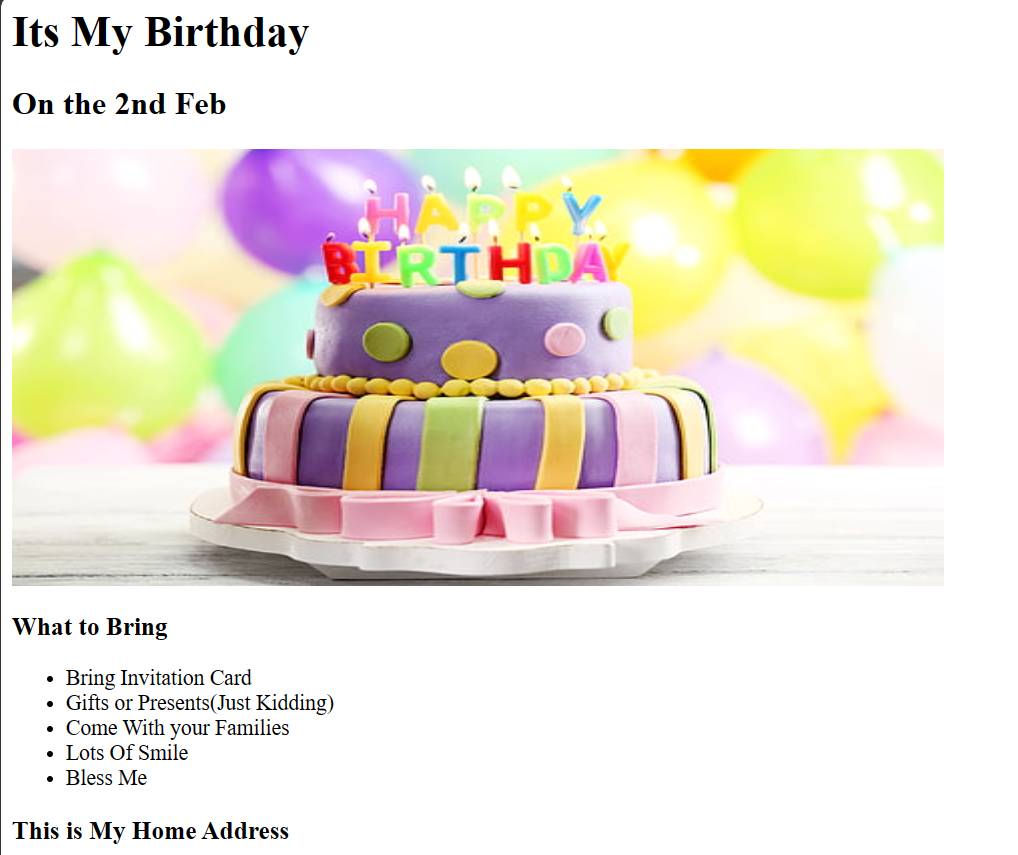 Its My Birthday
On the 2nd Feb
HAPPY
BIRTHDAY
What to Bring
Bring Invitation Card
Gifts or Presents(Just Kidding)
Come With your Families
Lots Of Smile
Bless Me
This is My Home Address